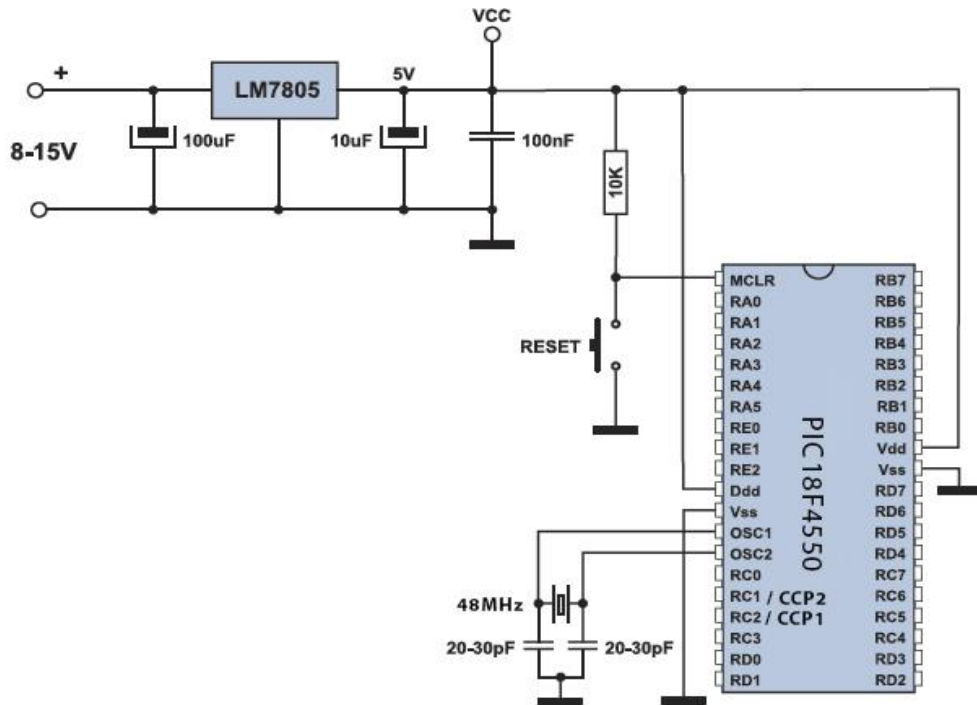 VCC
+
LM7805
5V
8-15V
100uF
10uF
100nF
10K
RESET
MCLR
RA0
RA1
RA2
RA3
RA4
RA5
RE0
RE1
RE2
Ddd
Vss
OSC1
OSC2
RC0
RC1 / CCP2
RC2 / CCP1
RC3
RD0
RD1
PIC18F4550
RB7
RB6
RB5
RB4
RB3
RB2
RB1
RB0
Vdd
Vss
RD7
RD6
RD5
RD4
RC7
RC6
RC5
RC4
RD3
RD2
48MHz
20-30pF
20-30pF